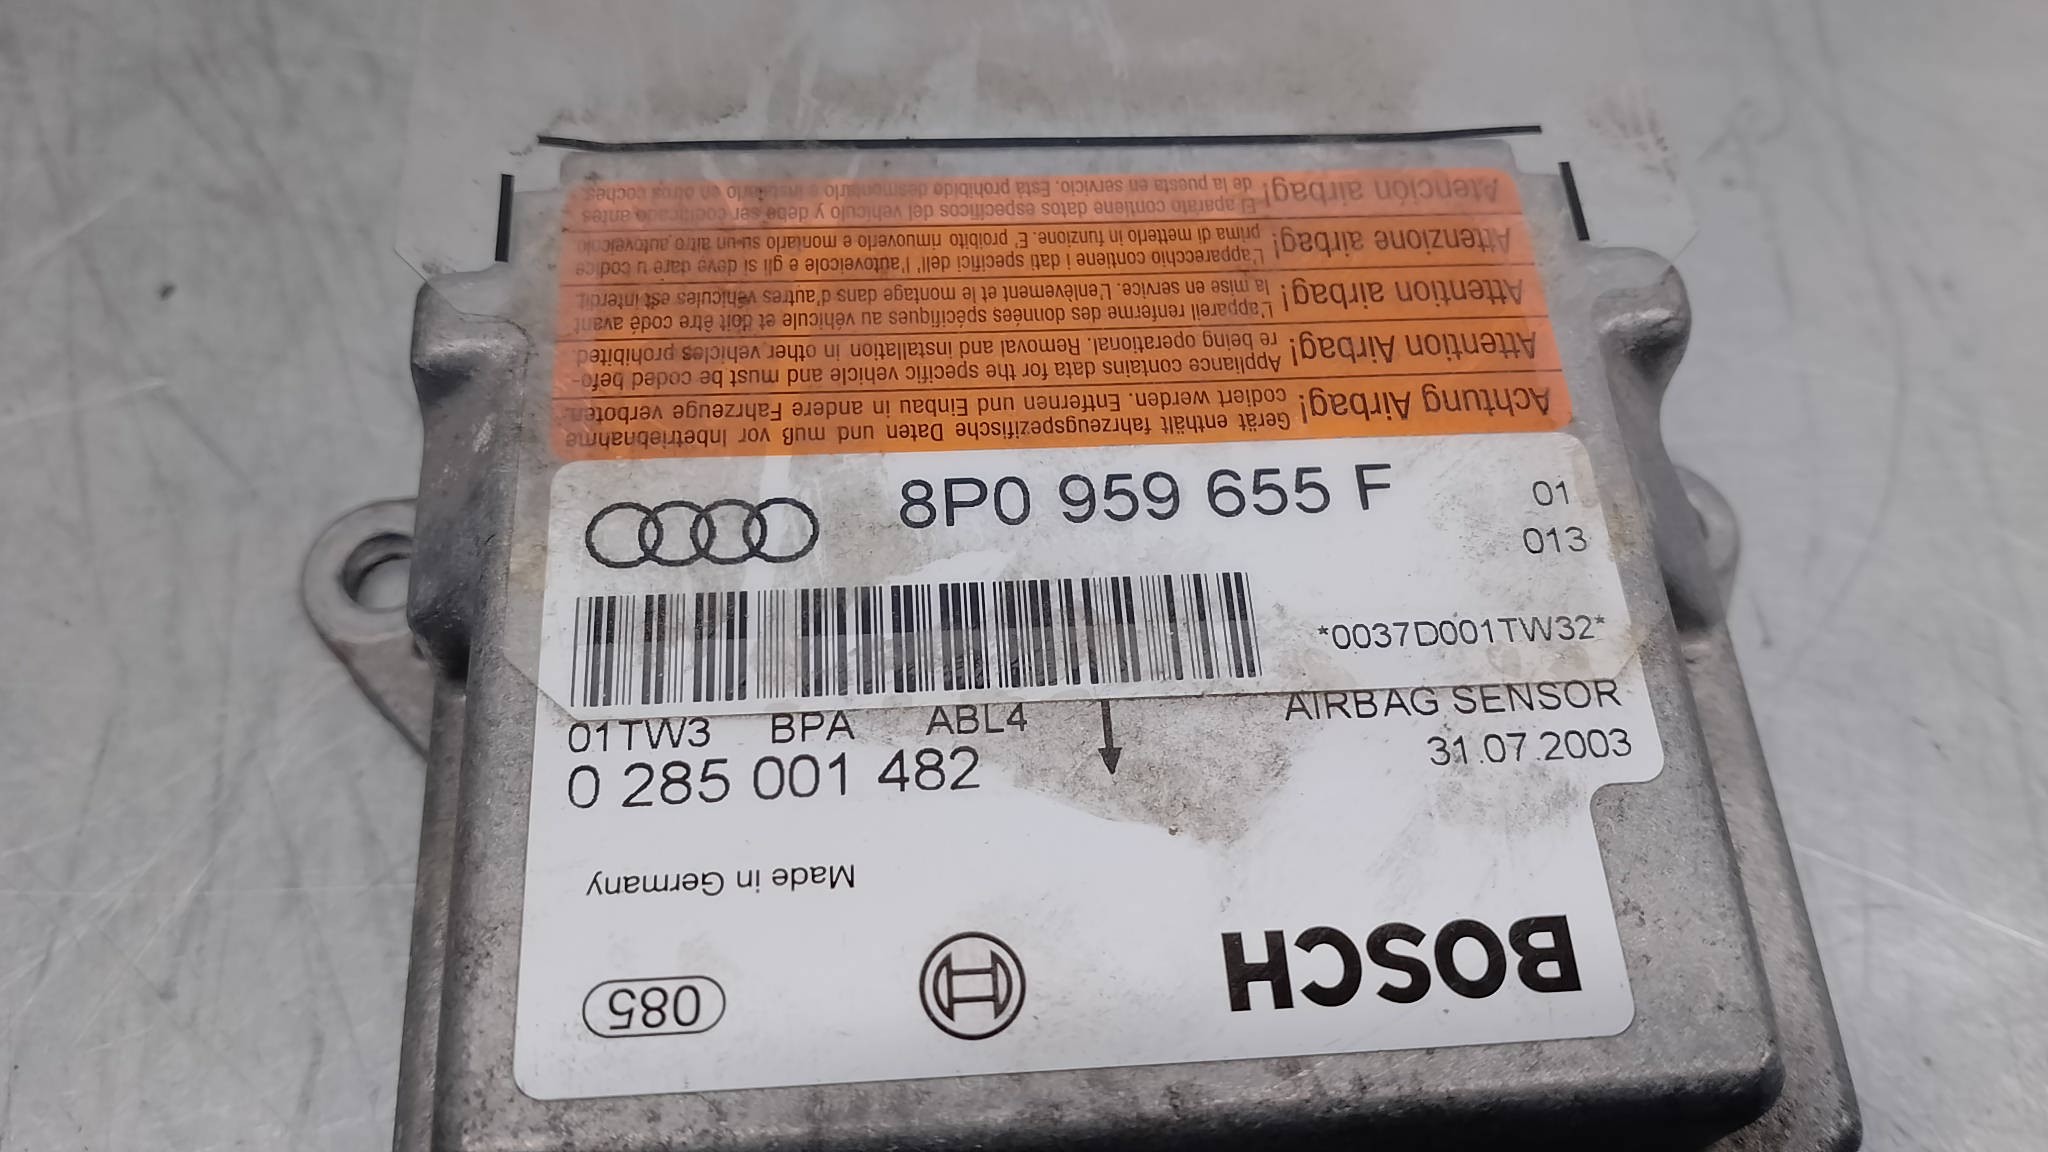 Achtung Airbag! Gerät enthält fahrzeugspezifische Daten und muß vor Inbetriebnahme
codiert werden. Entfernen und Einbau in andere Fahrzeuge verboten.
Attention Airbag! Appliance contains data for the specific vehicle and must be coded befo-
re being operational. Removal and installation in other vehicles prohibited.
Attention airbag! L'appareil renferme des données spécifiques au véhicule et doit être codé avant
la mise en service. L'enlèvement et le montage dans d'autres véhicules est interdit.
Attenzione airbag! L'apparecchio contiene i dati specifici dell' l'autoveicole e gli si deve dare u codice
prima di metterlo in funzione. E' proibito rimuoverlo e montarlo su un altro autoveicolo.
Atención airbag! El aparato contiene datos específicos del vehículo y debe ser codificado antes
de la puesta en servicio. Está prohibido desmontarlo e instalarlo en otros coches.
8P0 959 655 F
01
013
*0037D001TW32*
01TW3 BPA ABL4
AIRBAG SENSOR
0 285 001 482
31.07.2003
Made in Germany
BOSCH
085